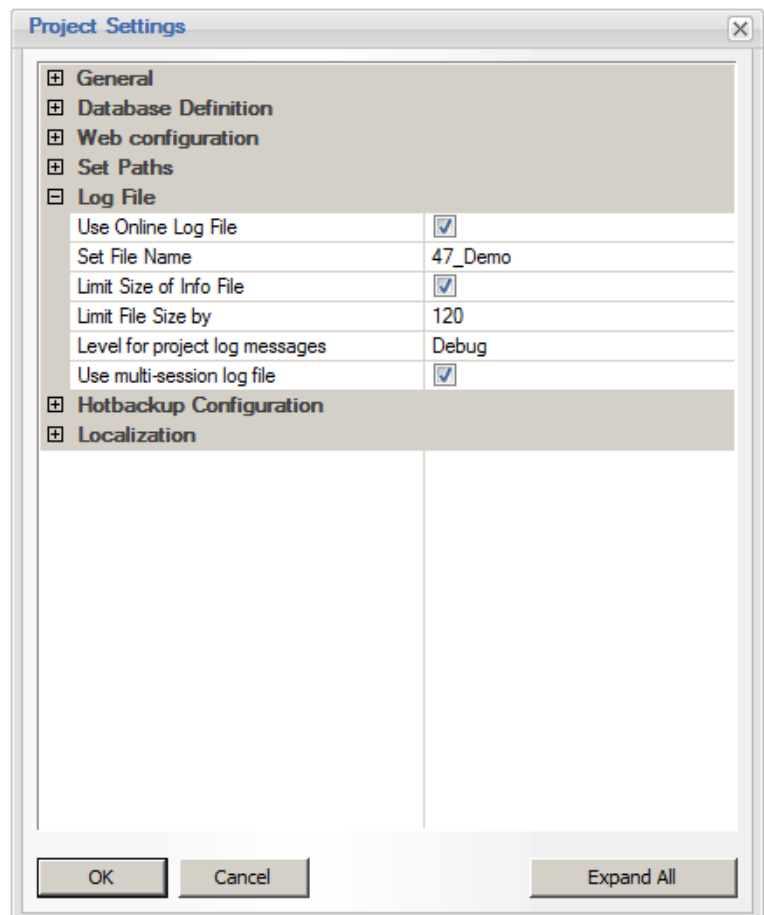 Project Settings
General
Database Definition
Web configuration
Set Paths
Log File
Use Online Log File
Set File Name 47_Demo
Limit Size of Info File
Limit File Size by 120
Level for project log messages Debug
Use multi-session log file
Hotbackup Configuration
Localization
OK Cancel Expand All